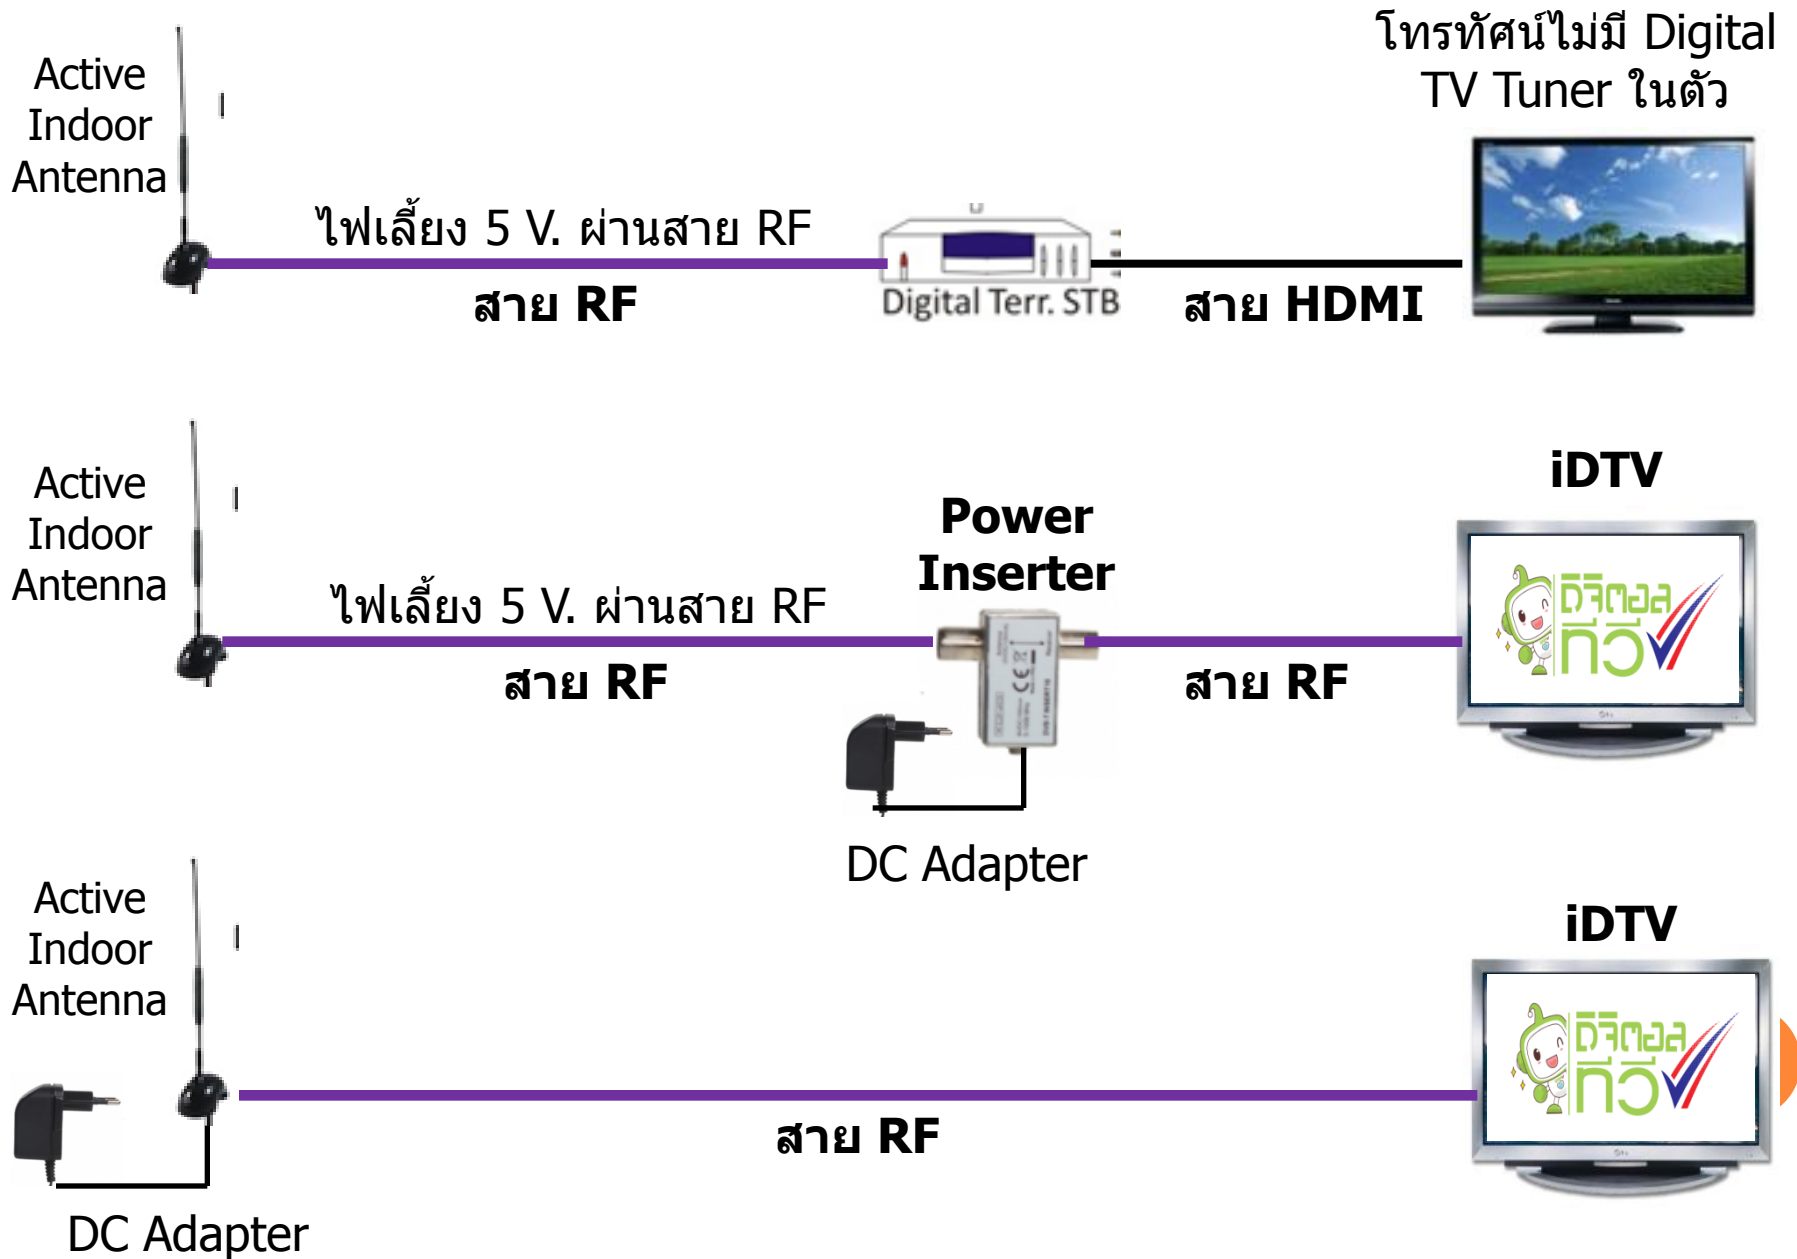 โทรทัศน์ไม่มี Digital
TV Tuner ในตัว
Active
Indoor
Antenna
ไฟเลี้ยง 5 V. ผ่านสาย RF
สาย RF
Digital Terr. STB
สาย HDMI
Active
Indoor
Antenna
ไฟเลี้ยง 5 V. ผ่านสาย RF
สาย RF
Power
Inserter
DC Adapter
สาย RF
iDTV
ดิจิตอล
ทีวี
Active
Indoor
Antenna
DC Adapter
สาย RF
iDTV
ดิจิตอล
ทีวี